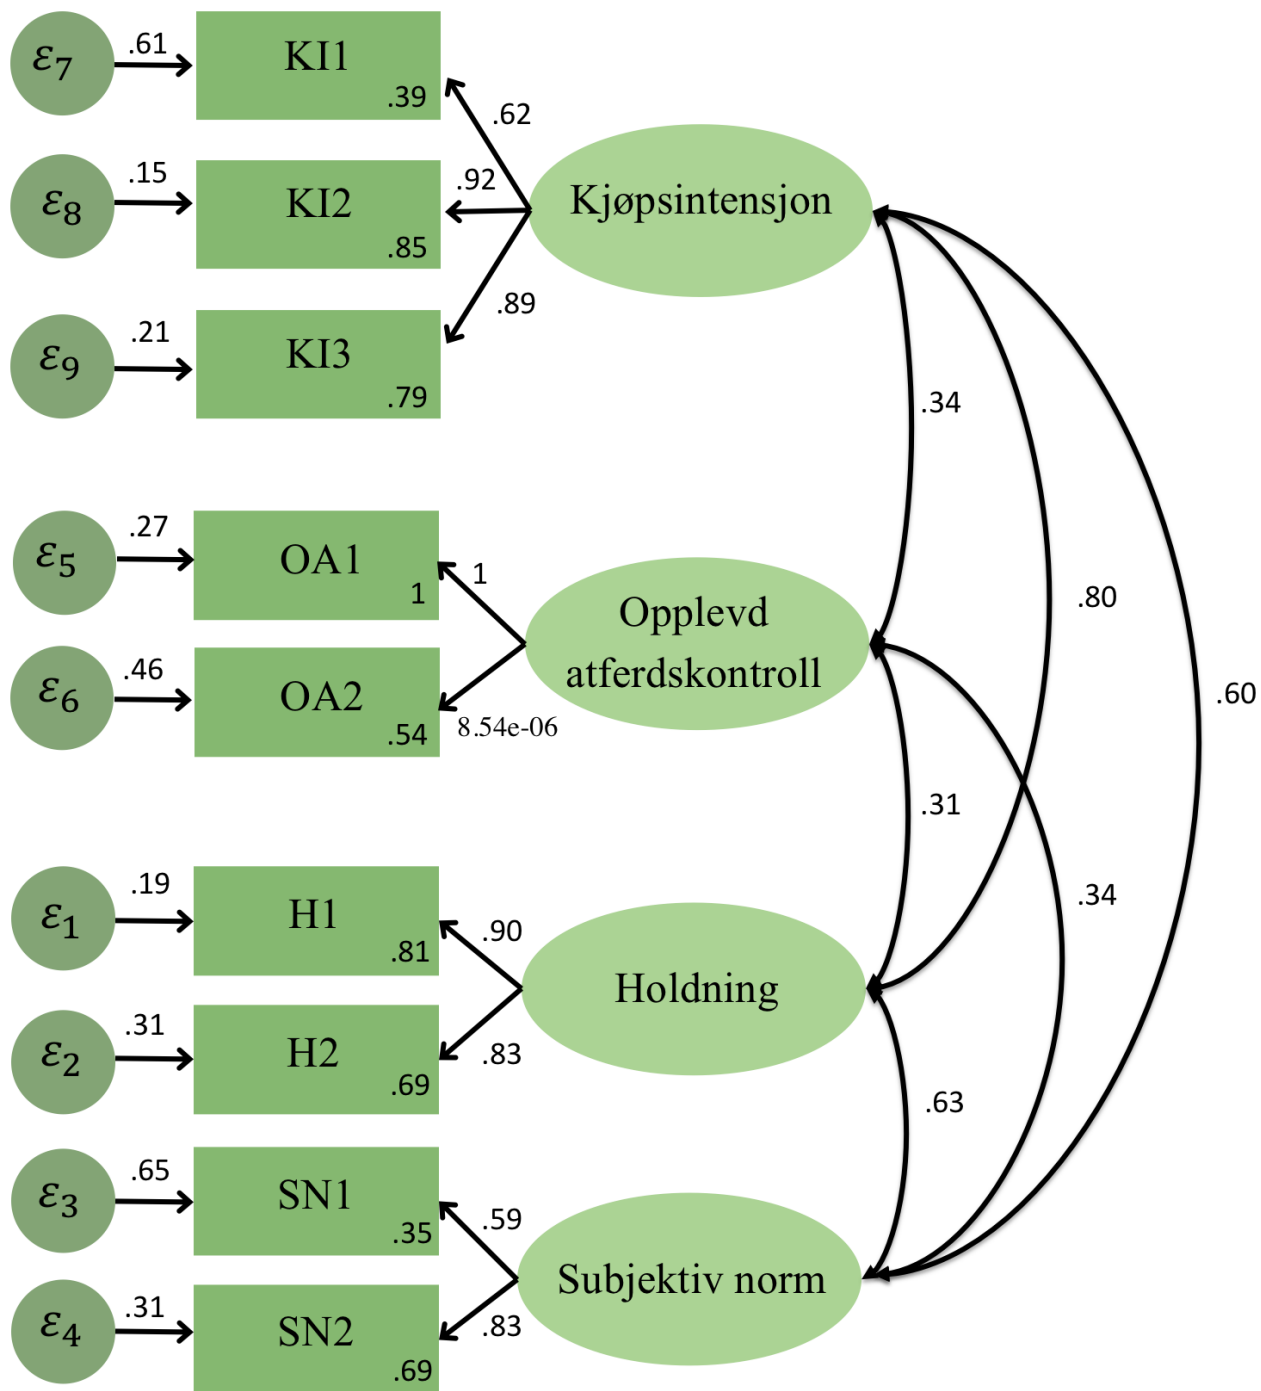 ε7
.61
KI1
.39
.62
ε8
.15
KI2
.85
.92
Kjøpsintensjon
ε9
.21
KI3
.79
.89
.34
.80
.60
ε5
.27
OA1
1
1
Opplevd
atferdskontroll
ε6
.46
OA2
.54
8.54e-06
.31
.34
ε1
.19
H1
.81
.90
Holdning
ε2
.31
H2
.69
.83
.63
ε3
.65
SN1
.35
.59
Subjektiv norm
ε4
.31
SN2
.69
.83